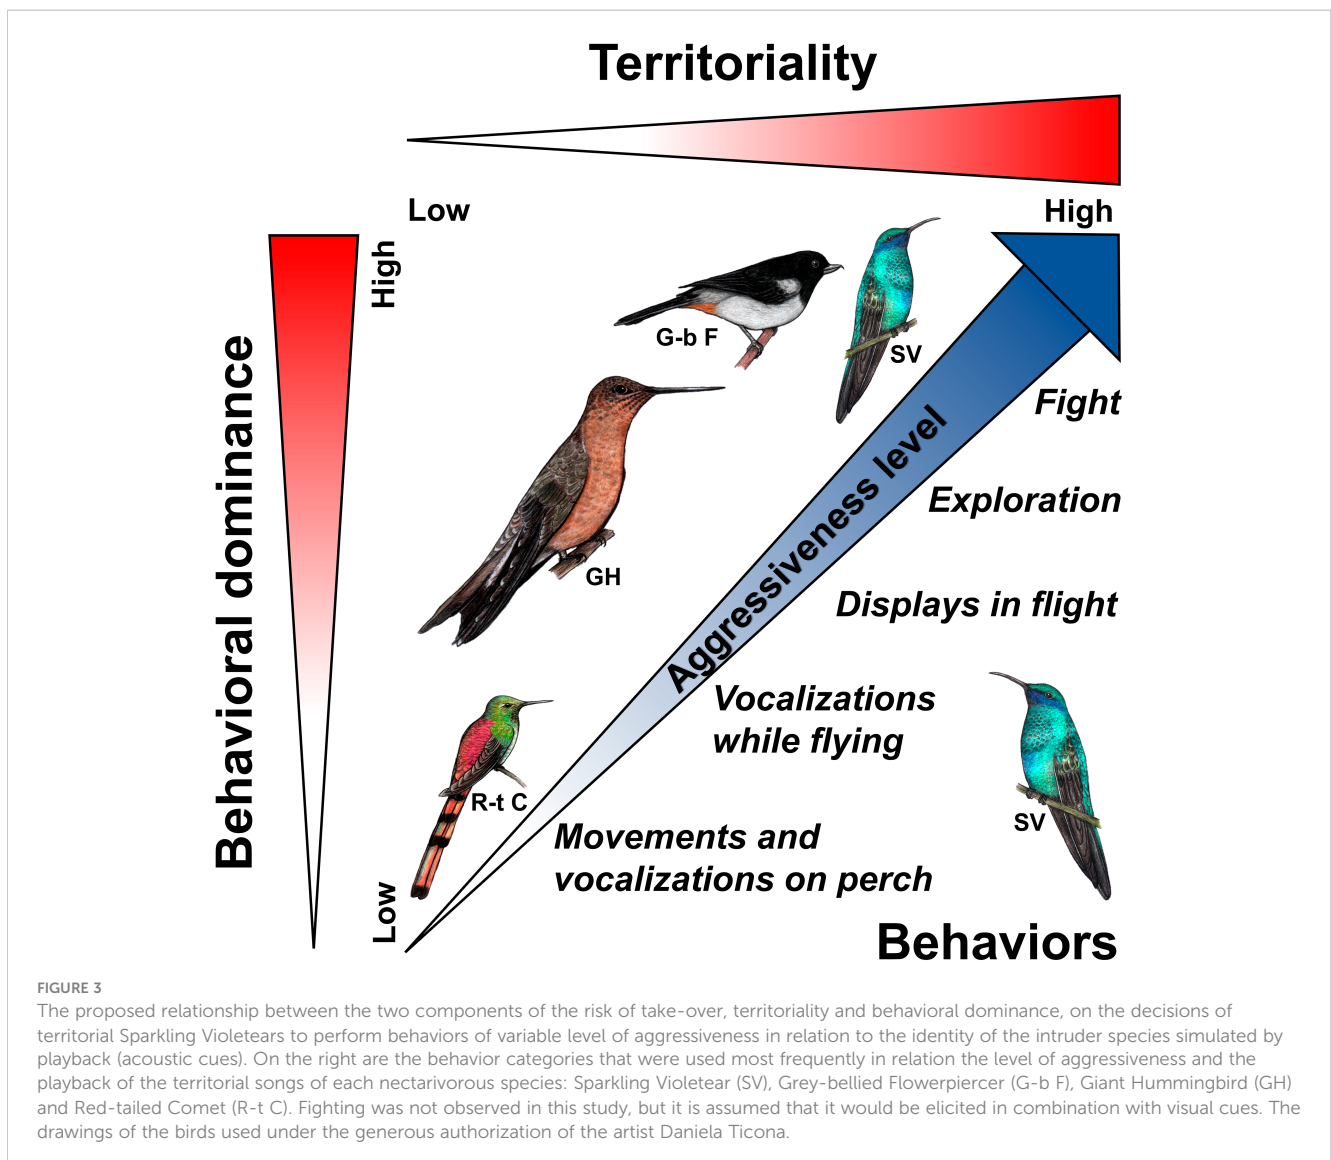 Territoriality
Low
High
High
Behavioral dominance
Low
G-b F
SV
GH
R-t C
Aggressiveness level
Fight
Exploration
Displays in flight
Vocalizations
while flying
SV
Movements and
vocalizations on perch
Behaviors
FIGURE 3
The proposed relationship between the two components of the risk of take-over, territoriality and behavioral dominance, on the decisions of
territorial Sparkling Violetears to perform behaviors of variable level of aggressiveness in relation to the identity of the intruder species simulated by
playback (acoustic cues). On the right are the behavior categories that were used most frequently in relation the level of aggressiveness and the
playback of the territorial songs of each nectarivorous species: Sparkling Violetear (SV), Grey-bellied Flowerpiercer (G-b F), Giant Hummingbird (GH)
and Red-tailed Comet (R-t C). Fighting was not observed in this study, but it is assumed that it would be elicited in combination with visual cues. The
drawings of the birds used under the generous authorization of the artist Daniela Ticona.